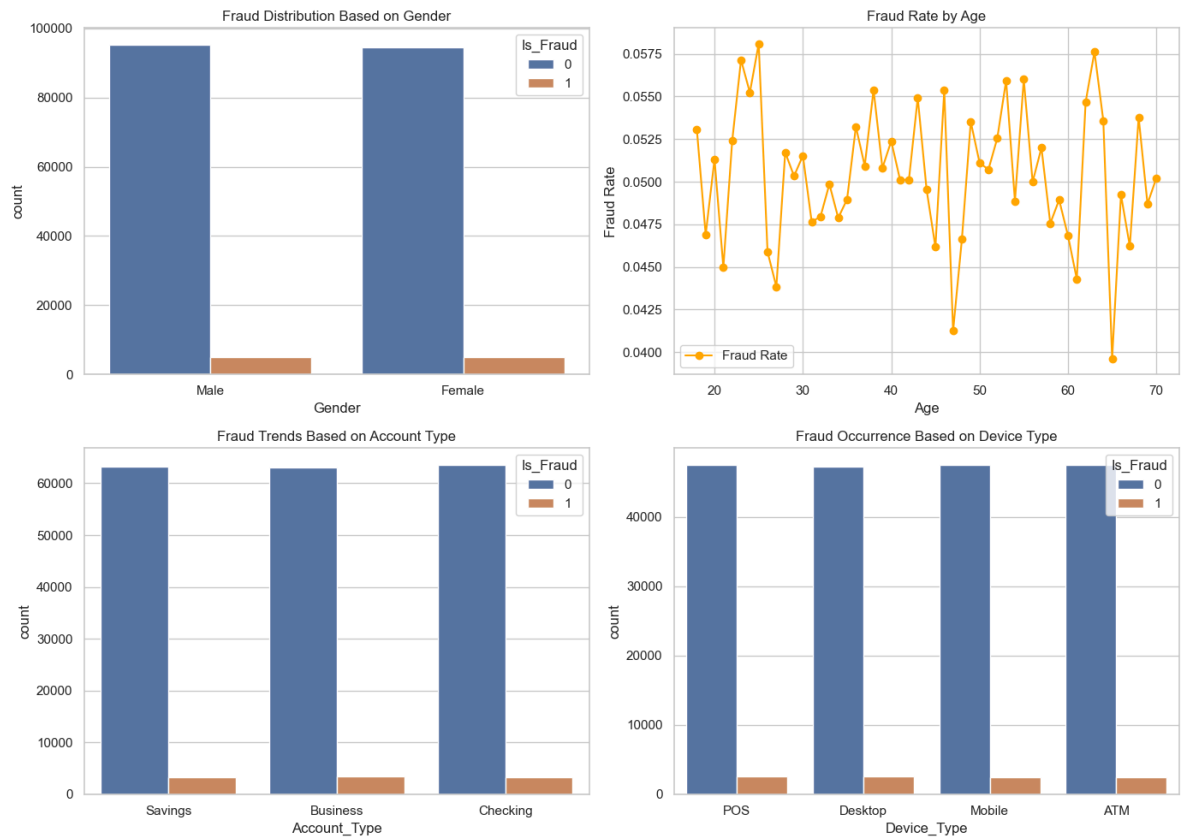 Fraud Distribution Based on Gender
100000
80000
60000
40000
20000
0
count
Is_Fraud
0
1
Male Female
Gender
Fraud Rate by Age
0.0575
0.0550
0.0525
0.0500
0.0475
0.0450
0.0425
0.0400
Fraud Rate
Fraud Rate
20 30 40 50 60 70
Age
Fraud Trends Based on Account Type
60000
50000
40000
30000
20000
10000
0
count
Is_Fraud
0
1
Savings Business Checking
Account_Type
Fraud Occurrence Based on Device Type
40000
30000
20000
10000
0
count
Is_Fraud
0
1
POS Desktop Mobile ATM
Device_Type